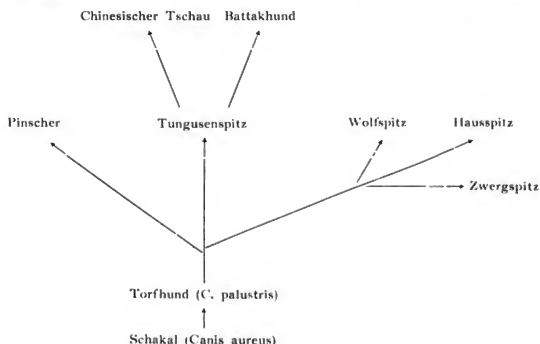 Chinesischer Tschau Battakhund
Pinscher Tungusenspitz Wolfspitz Hausspitz
Zwergspitz
Torfhund (C. palustris)
Schakal (Canis aureus)